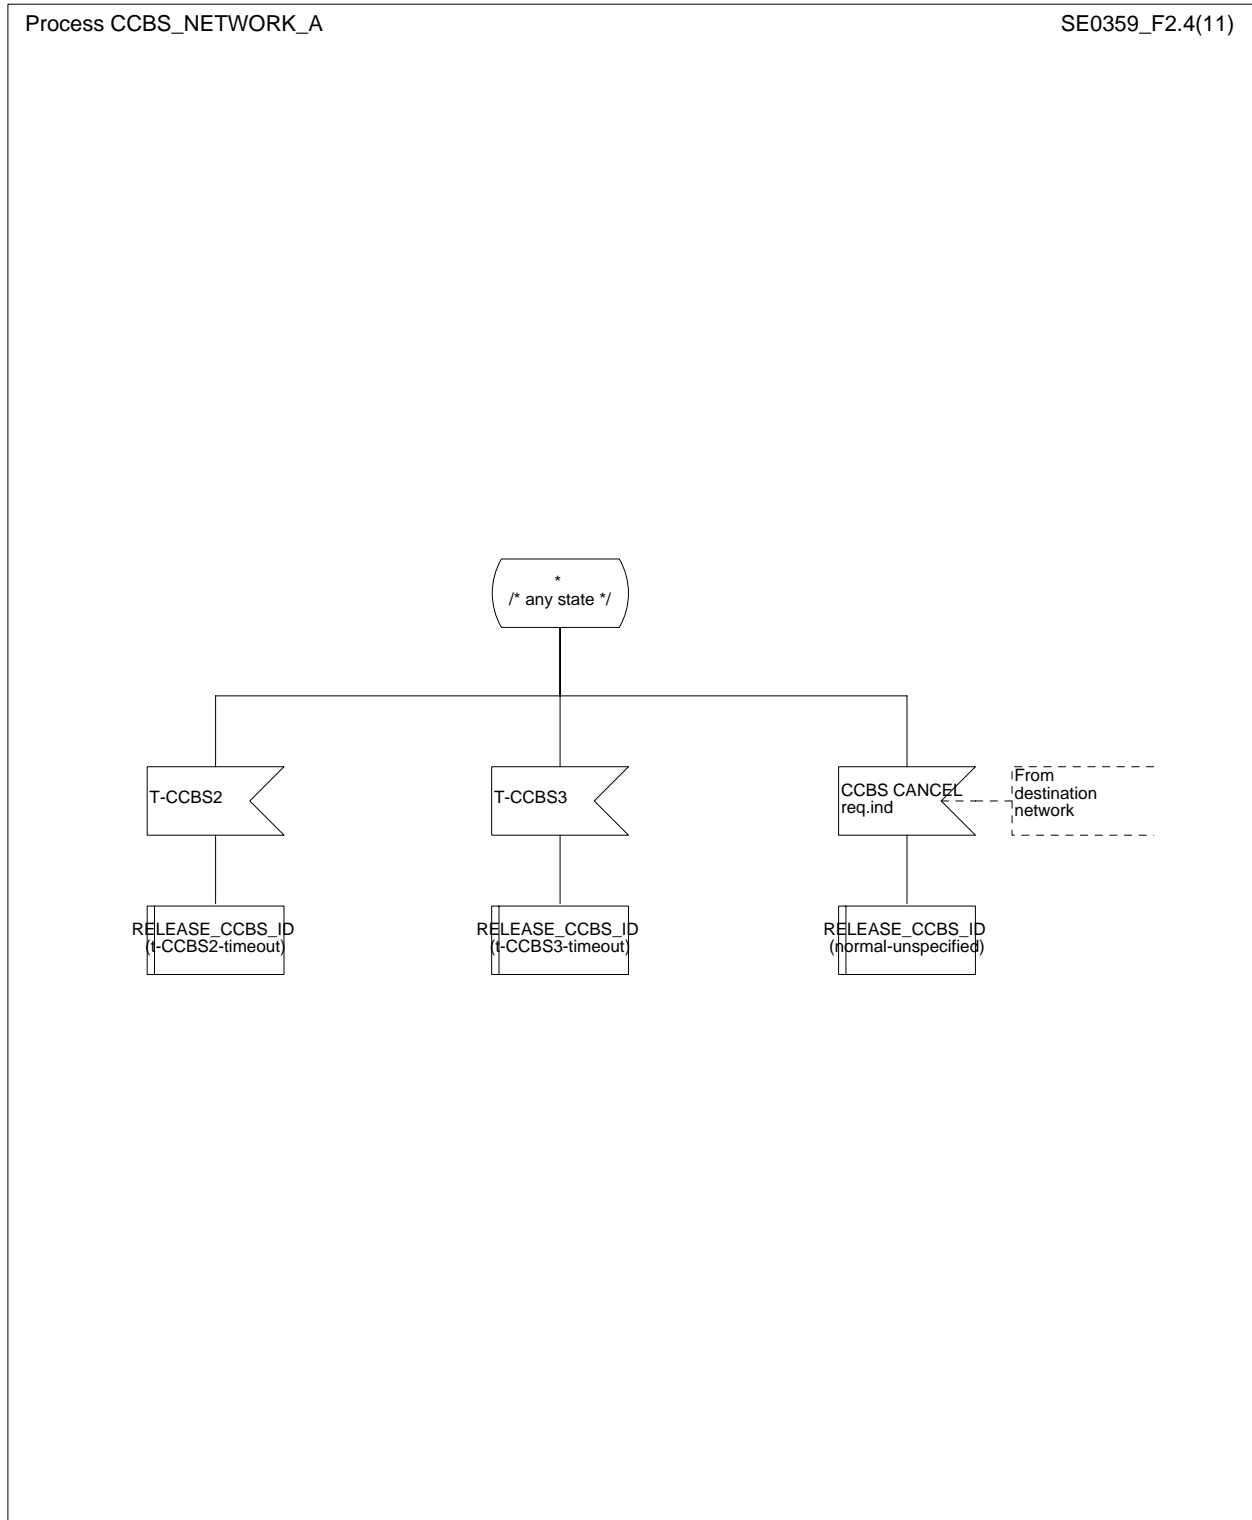 Process CCBS_NETWORK_A
SE0359_F2.4(11)
*
/* any state */
T-CCBS2
T-CCBS3
CCBS CANCEL
req.ind
From
destination
network
RELEASE_CCBS_ID
(t-CCBS2-timeout)
RELEASE_CCBS_ID
(t-CCBS3-timeout)
RELEASE_CCBS_ID
(normal-unspecified)